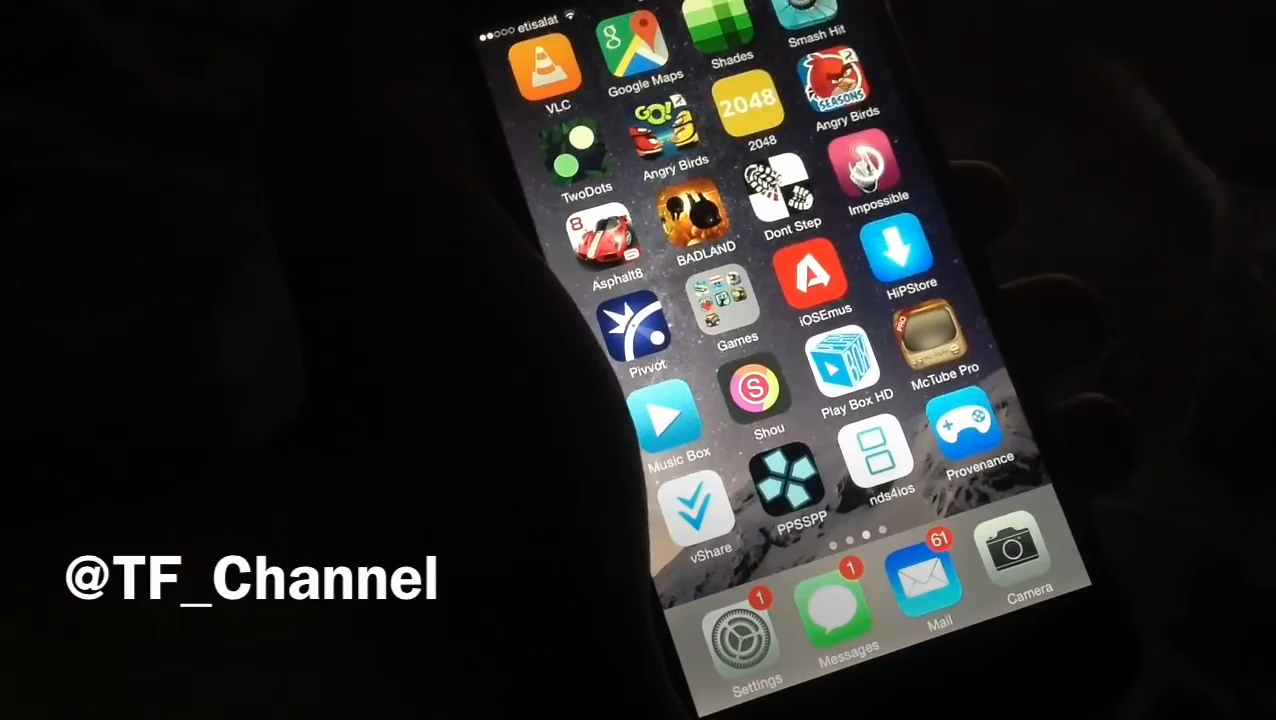 etisalat
VLC
Google Maps
Shades
Smash Hit
TwoDots
GO!
Angry Birds
2048
2048
SEASONS
Angry Birds
8
Asphalt8
BADLAND
Dont Step
Impossible
Pivvot
Games
iOSEmus
HiPStore
Music Box
S
Shou
Play Box HD
PRO
McTube Pro
vShare
PPSSPP
nds4ios
Provenance
1
Settings
1
Messages
61
Mail
Camera
@TF_Channel